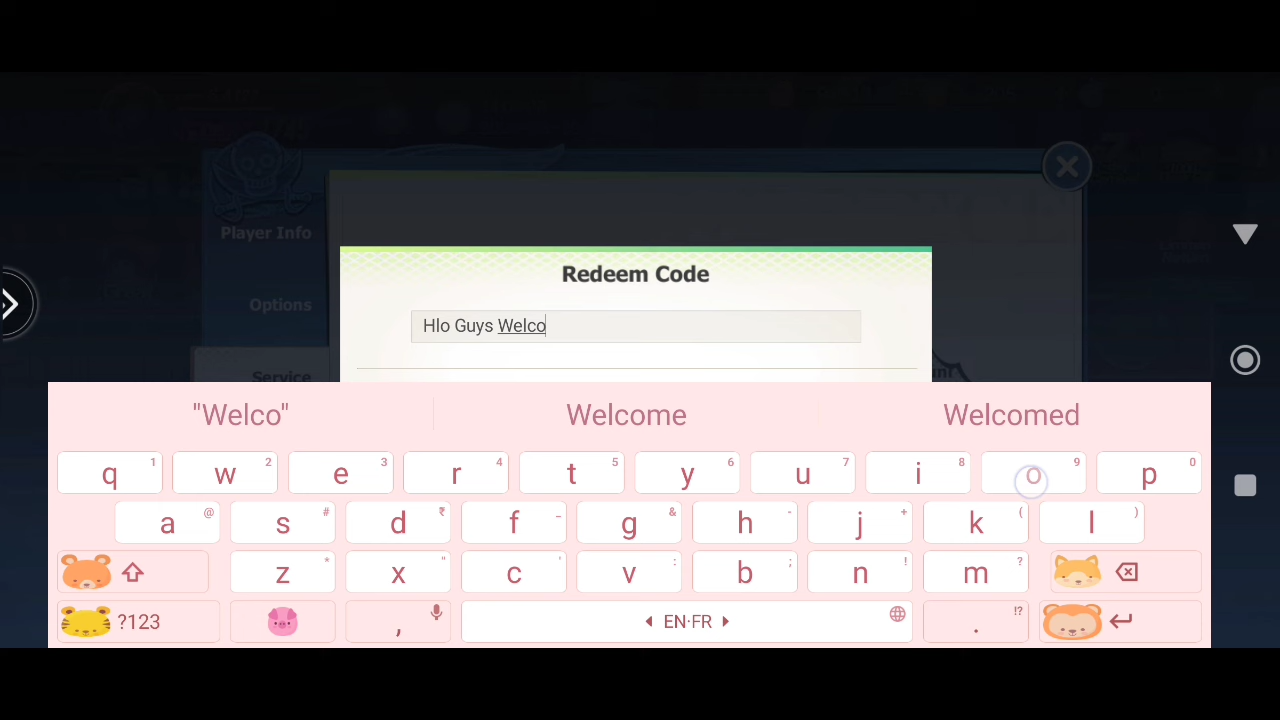 Player Info
Options
Service
Redeem Code
Hlo Guys Welco
"Welco" Welcome Welcomed
q 1 w 2 e 3 r 4 t 5 y 6 u 7 i 8 o 9 p 0
a @ s # d ₹ f _ g & h - j + k ( l )
z * x " c ' v : b ; n ! m ?
?123 , EN·FR . !?